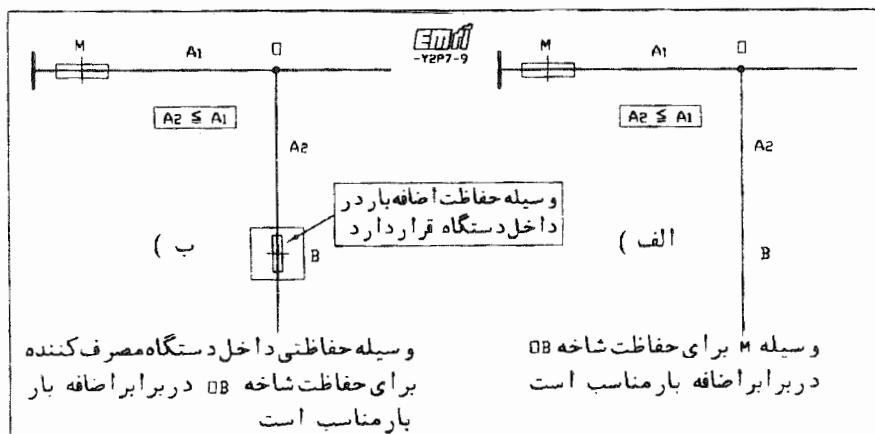 M A1 O
Emri
-Y2P7-9
M A1 O
A2 ≦ A1
A2 ≦ A1
A2
A2
وسیله حفاظت اضافه بار در
داخل دستگاه قرار دارد
الف )
B
ب )
B
وسیله M برای حفاظت شاخه OB
در برابر اضافه بار مناسب است
وسیله حفاظتی داخل دستگاه مصرف کننده
برای حفاظت شاخه OB در برابر اضافه بار
بار مناسب است